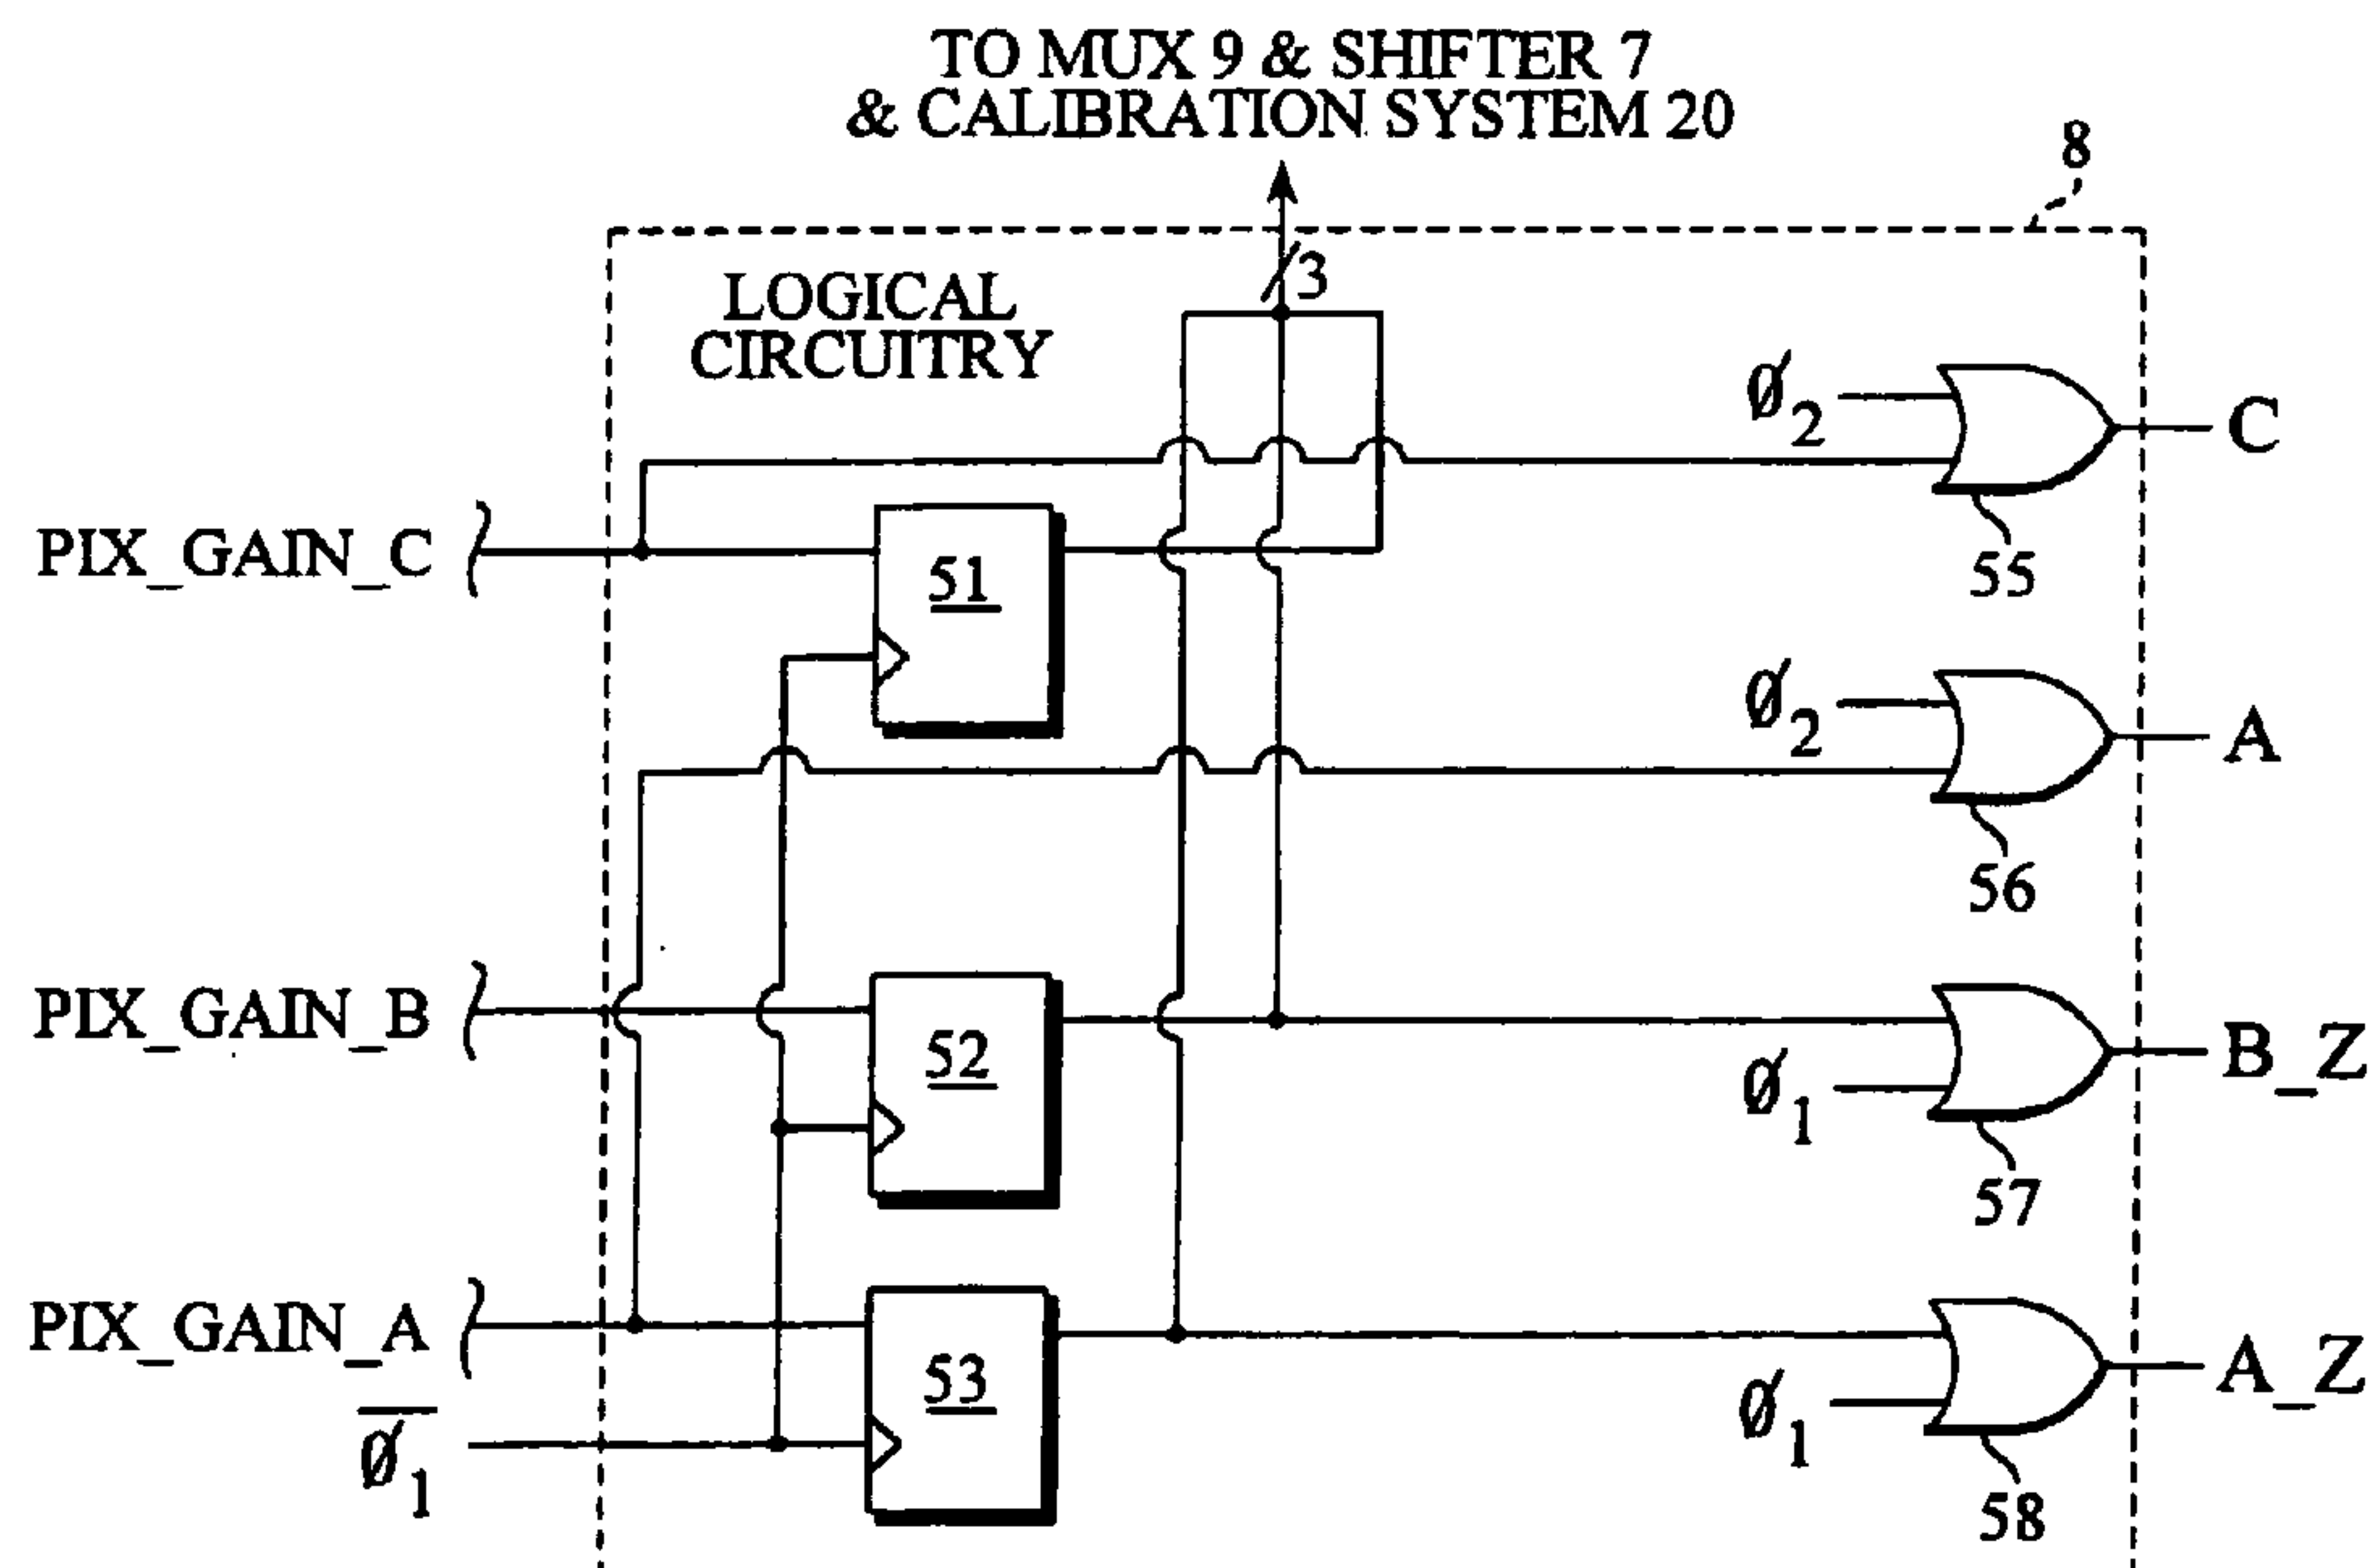 TO MUX 9 & SHIFTER 7
& CALIBRATION SYSTEM 20
8
3
LOGICAL
CIRCUITRY
Ø2
C
PIX_GAIN_C
51
55
Ø2
A
56
PIX_GAIN_B
52
B_Z
Ø1
57
PIX_GAIN_A
53
A_Z
Ø1
Ø1
58